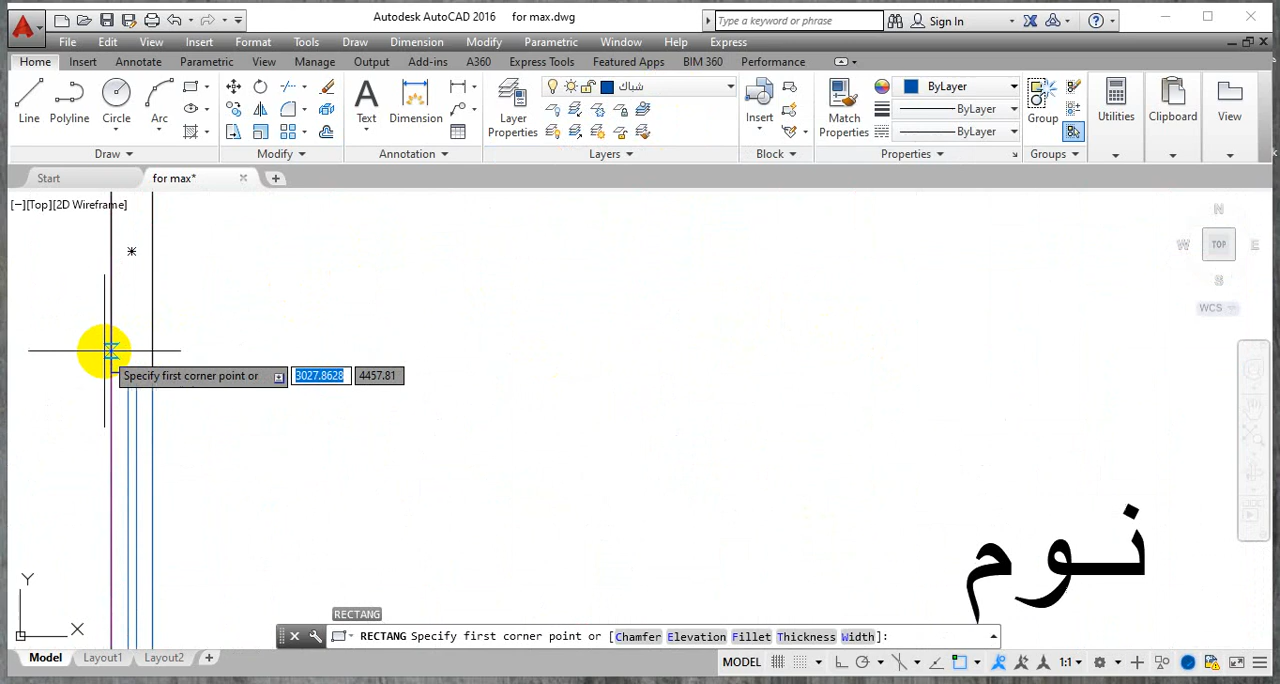 Autodesk AutoCAD 2016 for max.dwg
Type a keyword or phrase
Sign In
File Edit View Insert Format Tools Draw Dimension Modify Parametric Window Help Express
Home Insert Annotate Parametric View Manage Output Add-ins A360 Express Tools Featured Apps BIM 360 Performance
Line Polyline Circle Arc
Text Dimension
Layer Properties
شباك
Insert
Match Properties
ByLayer
ByLayer
ByLayer
Group
Utilities
Clipboard
View
Draw Modify Annotation Layers Block Properties Groups
Start for max*
[−][Top][2D Wireframe]
N
W TOP E
S
WCS
Specify first corner point or 3027.8628 4457.81
نوم
Y
X
RECTANG
RECTANG Specify first corner point or [Chamfer Elevation Fillet Thickness Width]:
Model Layout1 Layout2
MODEL 1:1